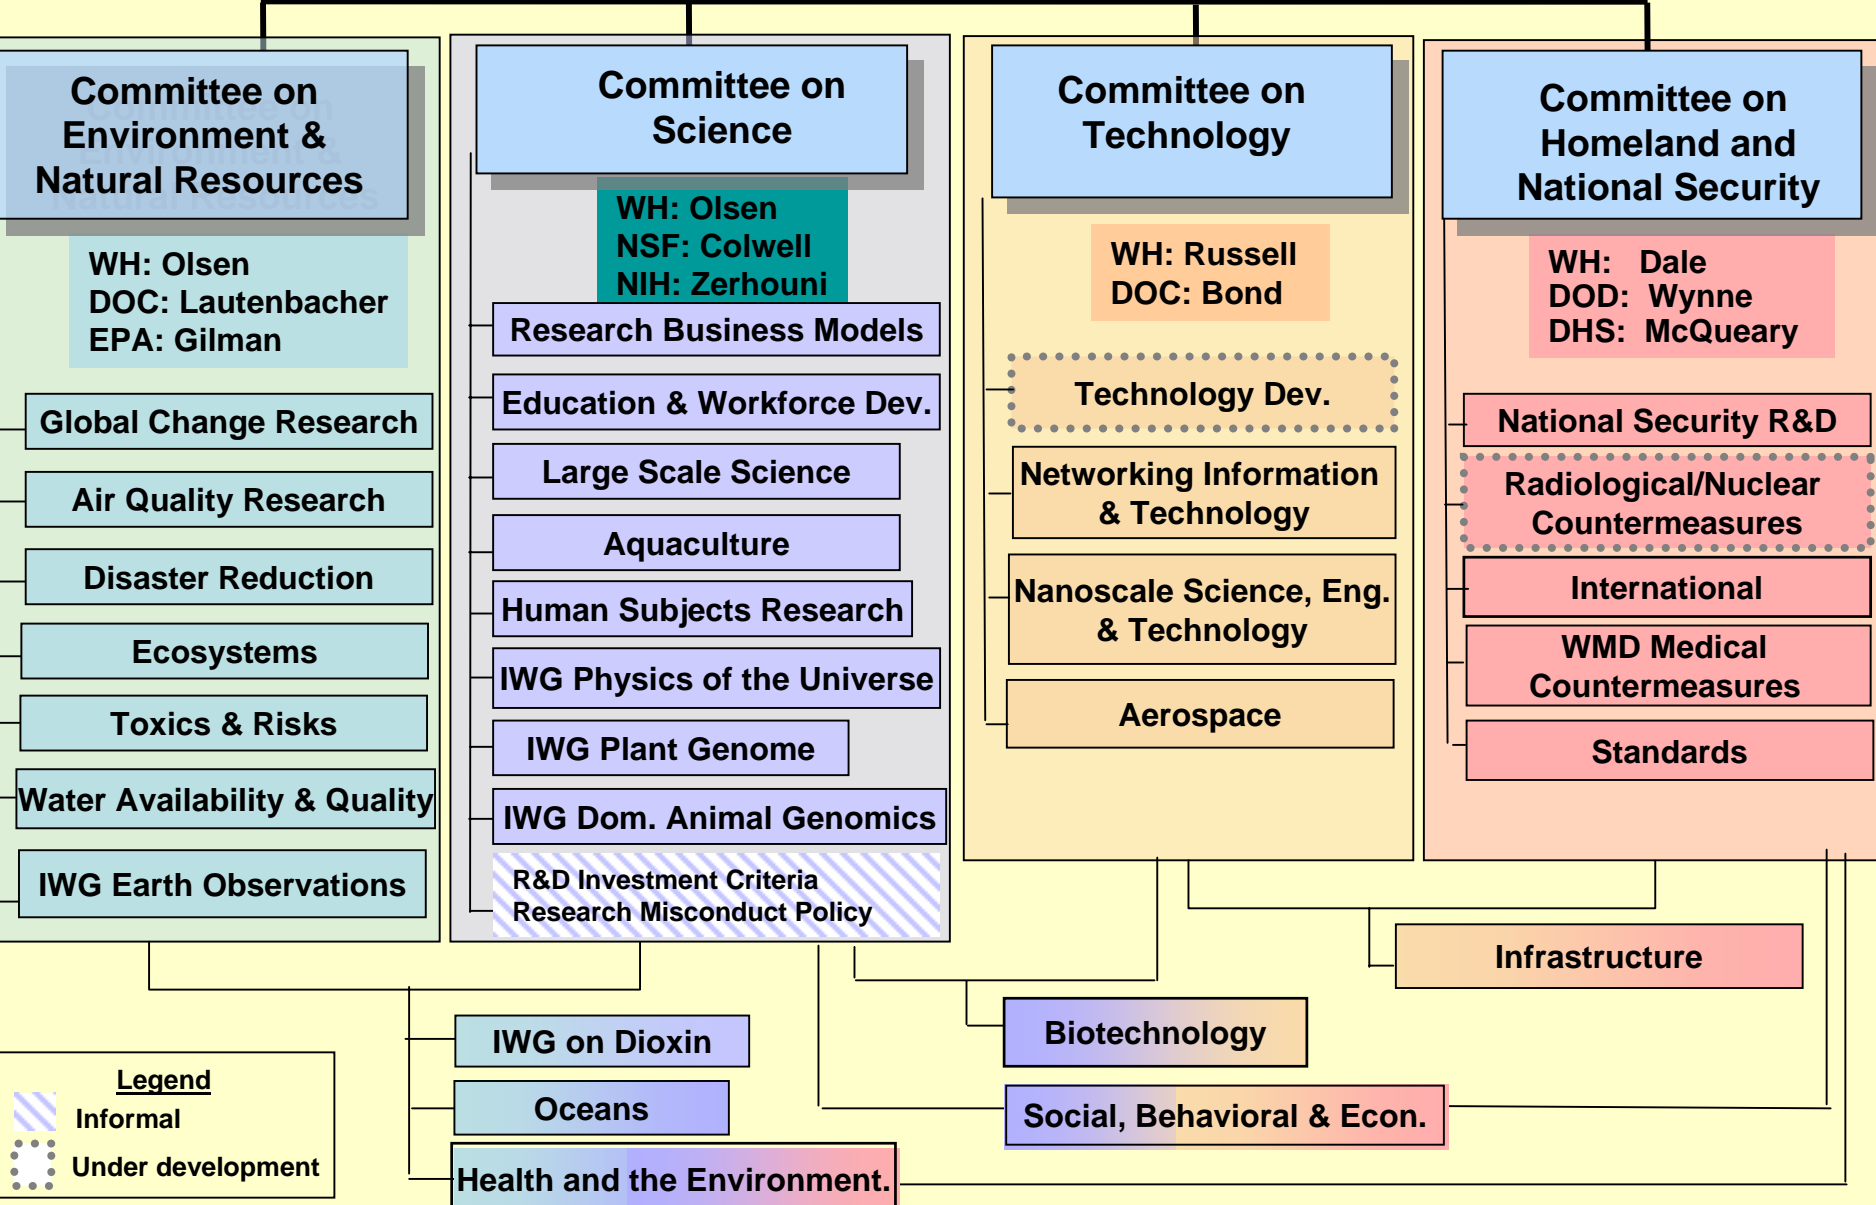 Committee on
Environment &
Natural Resources
WH: Olsen
DOC: Lautenbacher
EPA: Gilman
Global Change Research
Air Quality Research
Disaster Reduction
Ecosystems
Toxics & Risks
Water Availability & Quality
IWG Earth Observations
Committee on
Science
WH: Olsen
NSF: Colwell
NIH: Zerhouni
Research Business Models
Education & Workforce Dev.
Large Scale Science
Aquaculture
Human Subjects Research
IWG Physics of the Universe
IWG Plant Genome
IWG Dom. Animal Genomics
R&D Investment Criteria
Research Misconduct Policy
Committee on
Technology
WH: Russell
DOC: Bond
Technology Dev.
Networking Information
& Technology
Nanoscale Science, Eng.
& Technology
Aerospace
Committee on
Homeland and
National Security
WH: Dale
DOD: Wynne
DHS: McQueary
National Security R&D
Radiological/Nuclear
Countermeasures
International
WMD Medical
Countermeasures
Standards
Infrastructure
IWG on Dioxin
Oceans
Health and the Environment.
Biotechnology
Social, Behavioral & Econ.
Legend
Informal
Under development